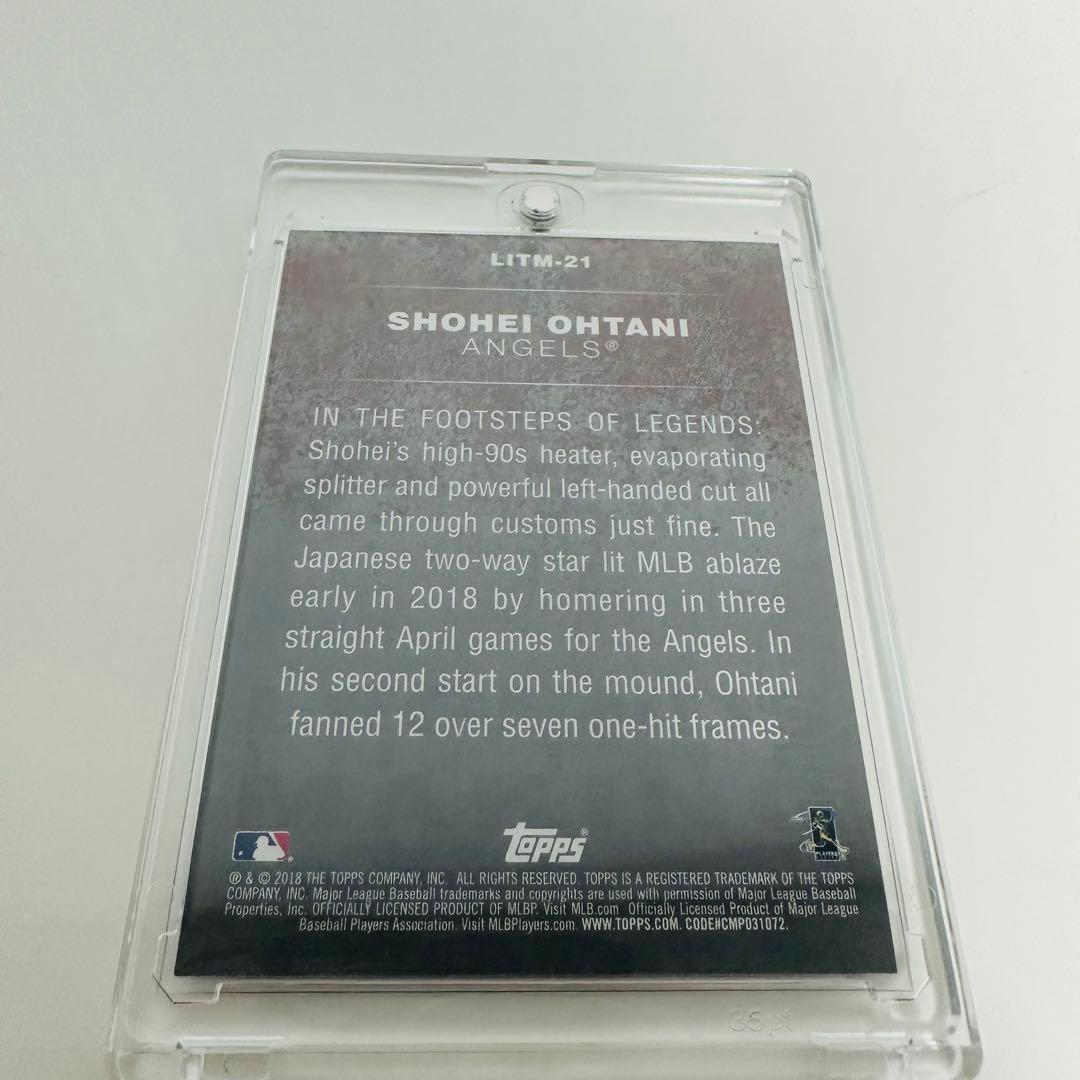 LITM-21
SHOHEI OHTANI
ANGELS®
IN THE FOOTSTEPS OF LEGENDS:
Shohei's high-90s heater, evaporating
splitter and powerful left-handed cut all
came through customs just fine. The
Japanese two-way star lit MLB ablaze
early in 2018 by homering in three
straight April games for the Angels. In
his second start on the mound, Ohtani
fanned 12 over seven one-hit frames.
topps®
® & © 2018 THE TOPPS COMPANY, INC. ALL RIGHTS RESERVED. TOPPS IS A REGISTERED TRADEMARK OF THE TOPPS
COMPANY, INC. Major League Baseball trademarks and copyrights are used with permission of Major League Baseball
Properties, Inc. OFFICIALLY LICENSED PRODUCT OF MLBP. Visit MLB.com Officially Licensed Product of Major League
Baseball Players Association. Visit MLBPlayers.com. WWW.TOPPS.COM. CODE#CMP031072.
35pt